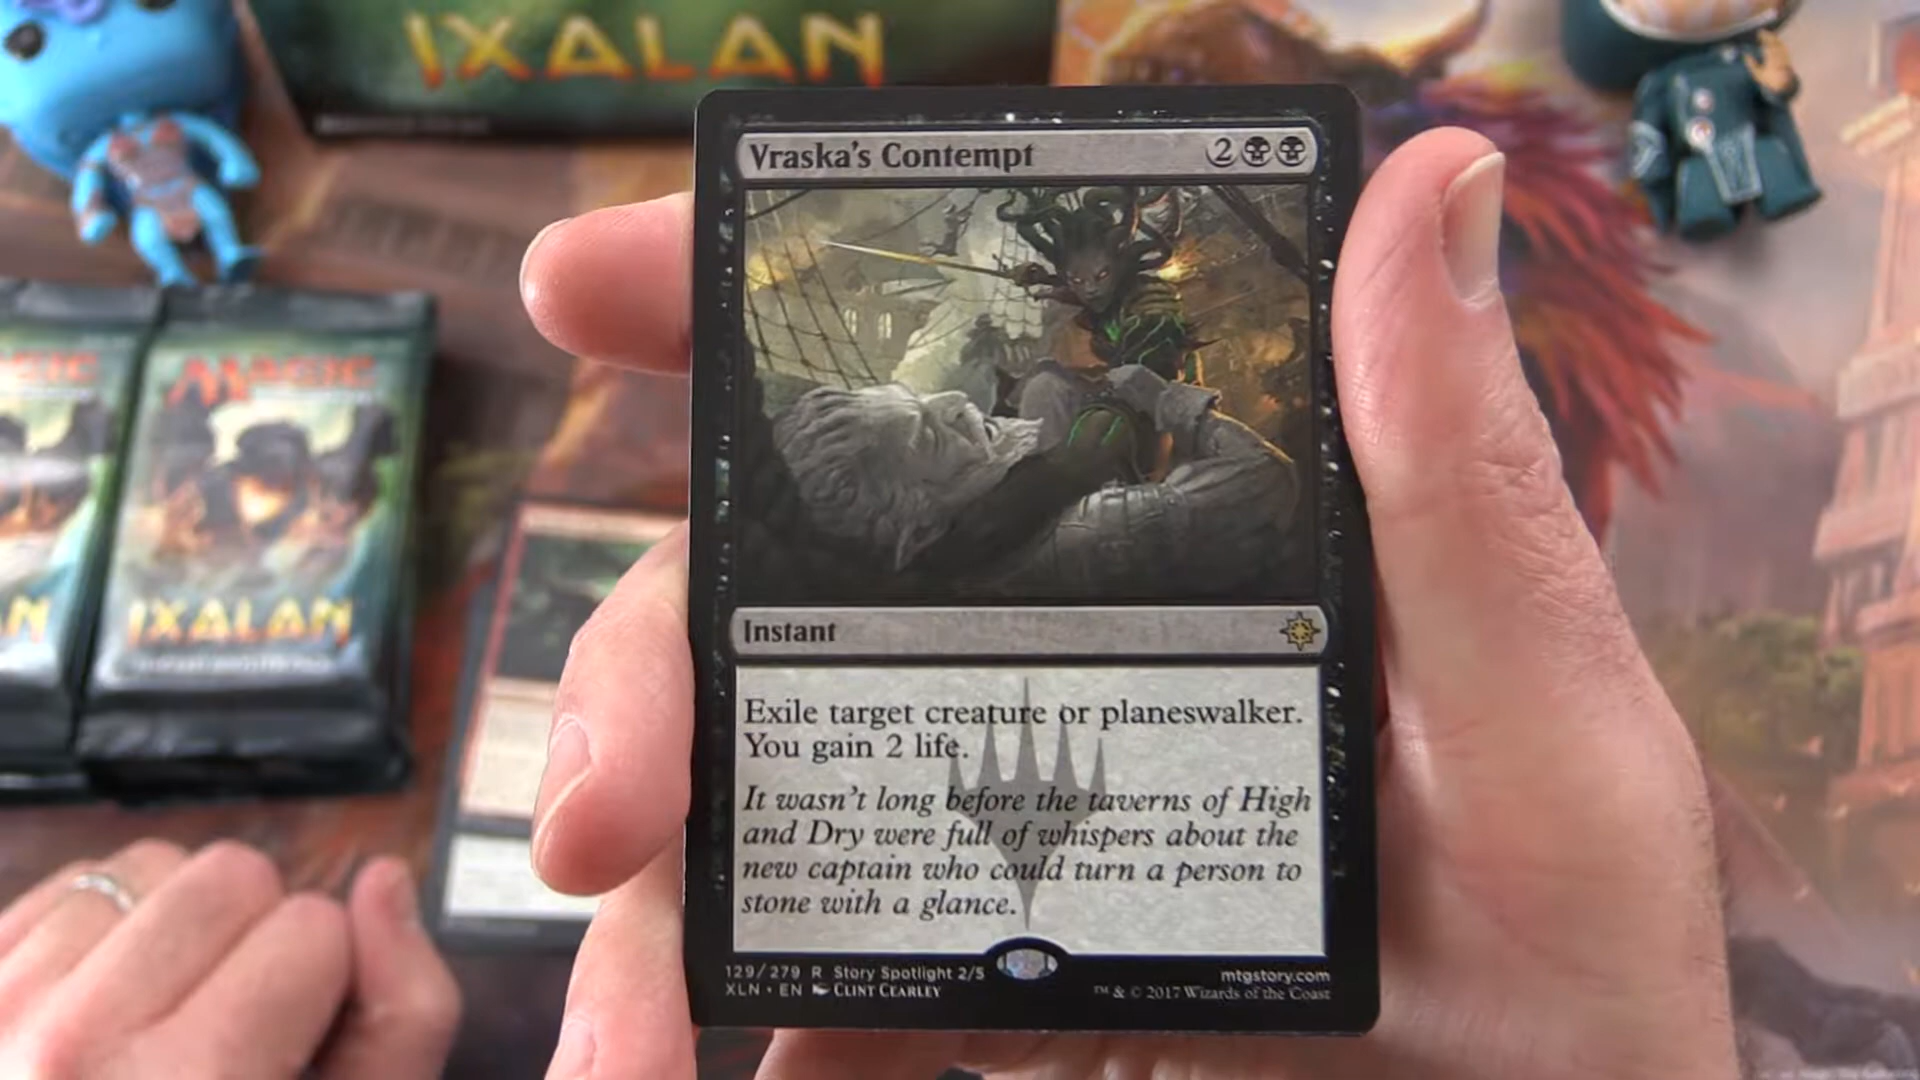 IXALAN
Vraska's Contempt
2
Instant
Exile target creature or planeswalker.
You gain 2 life.
It wasn't long before the taverns of High
and Dry were full of whispers about the
new captain who could turn a person to
stone with a glance.
129/279 R Story Spotlight 2/5
XLN • EN CLINT CEARLEY
mtgstory.com
™ & © 2017 Wizards of the Coast
MAGIC
IXALAN